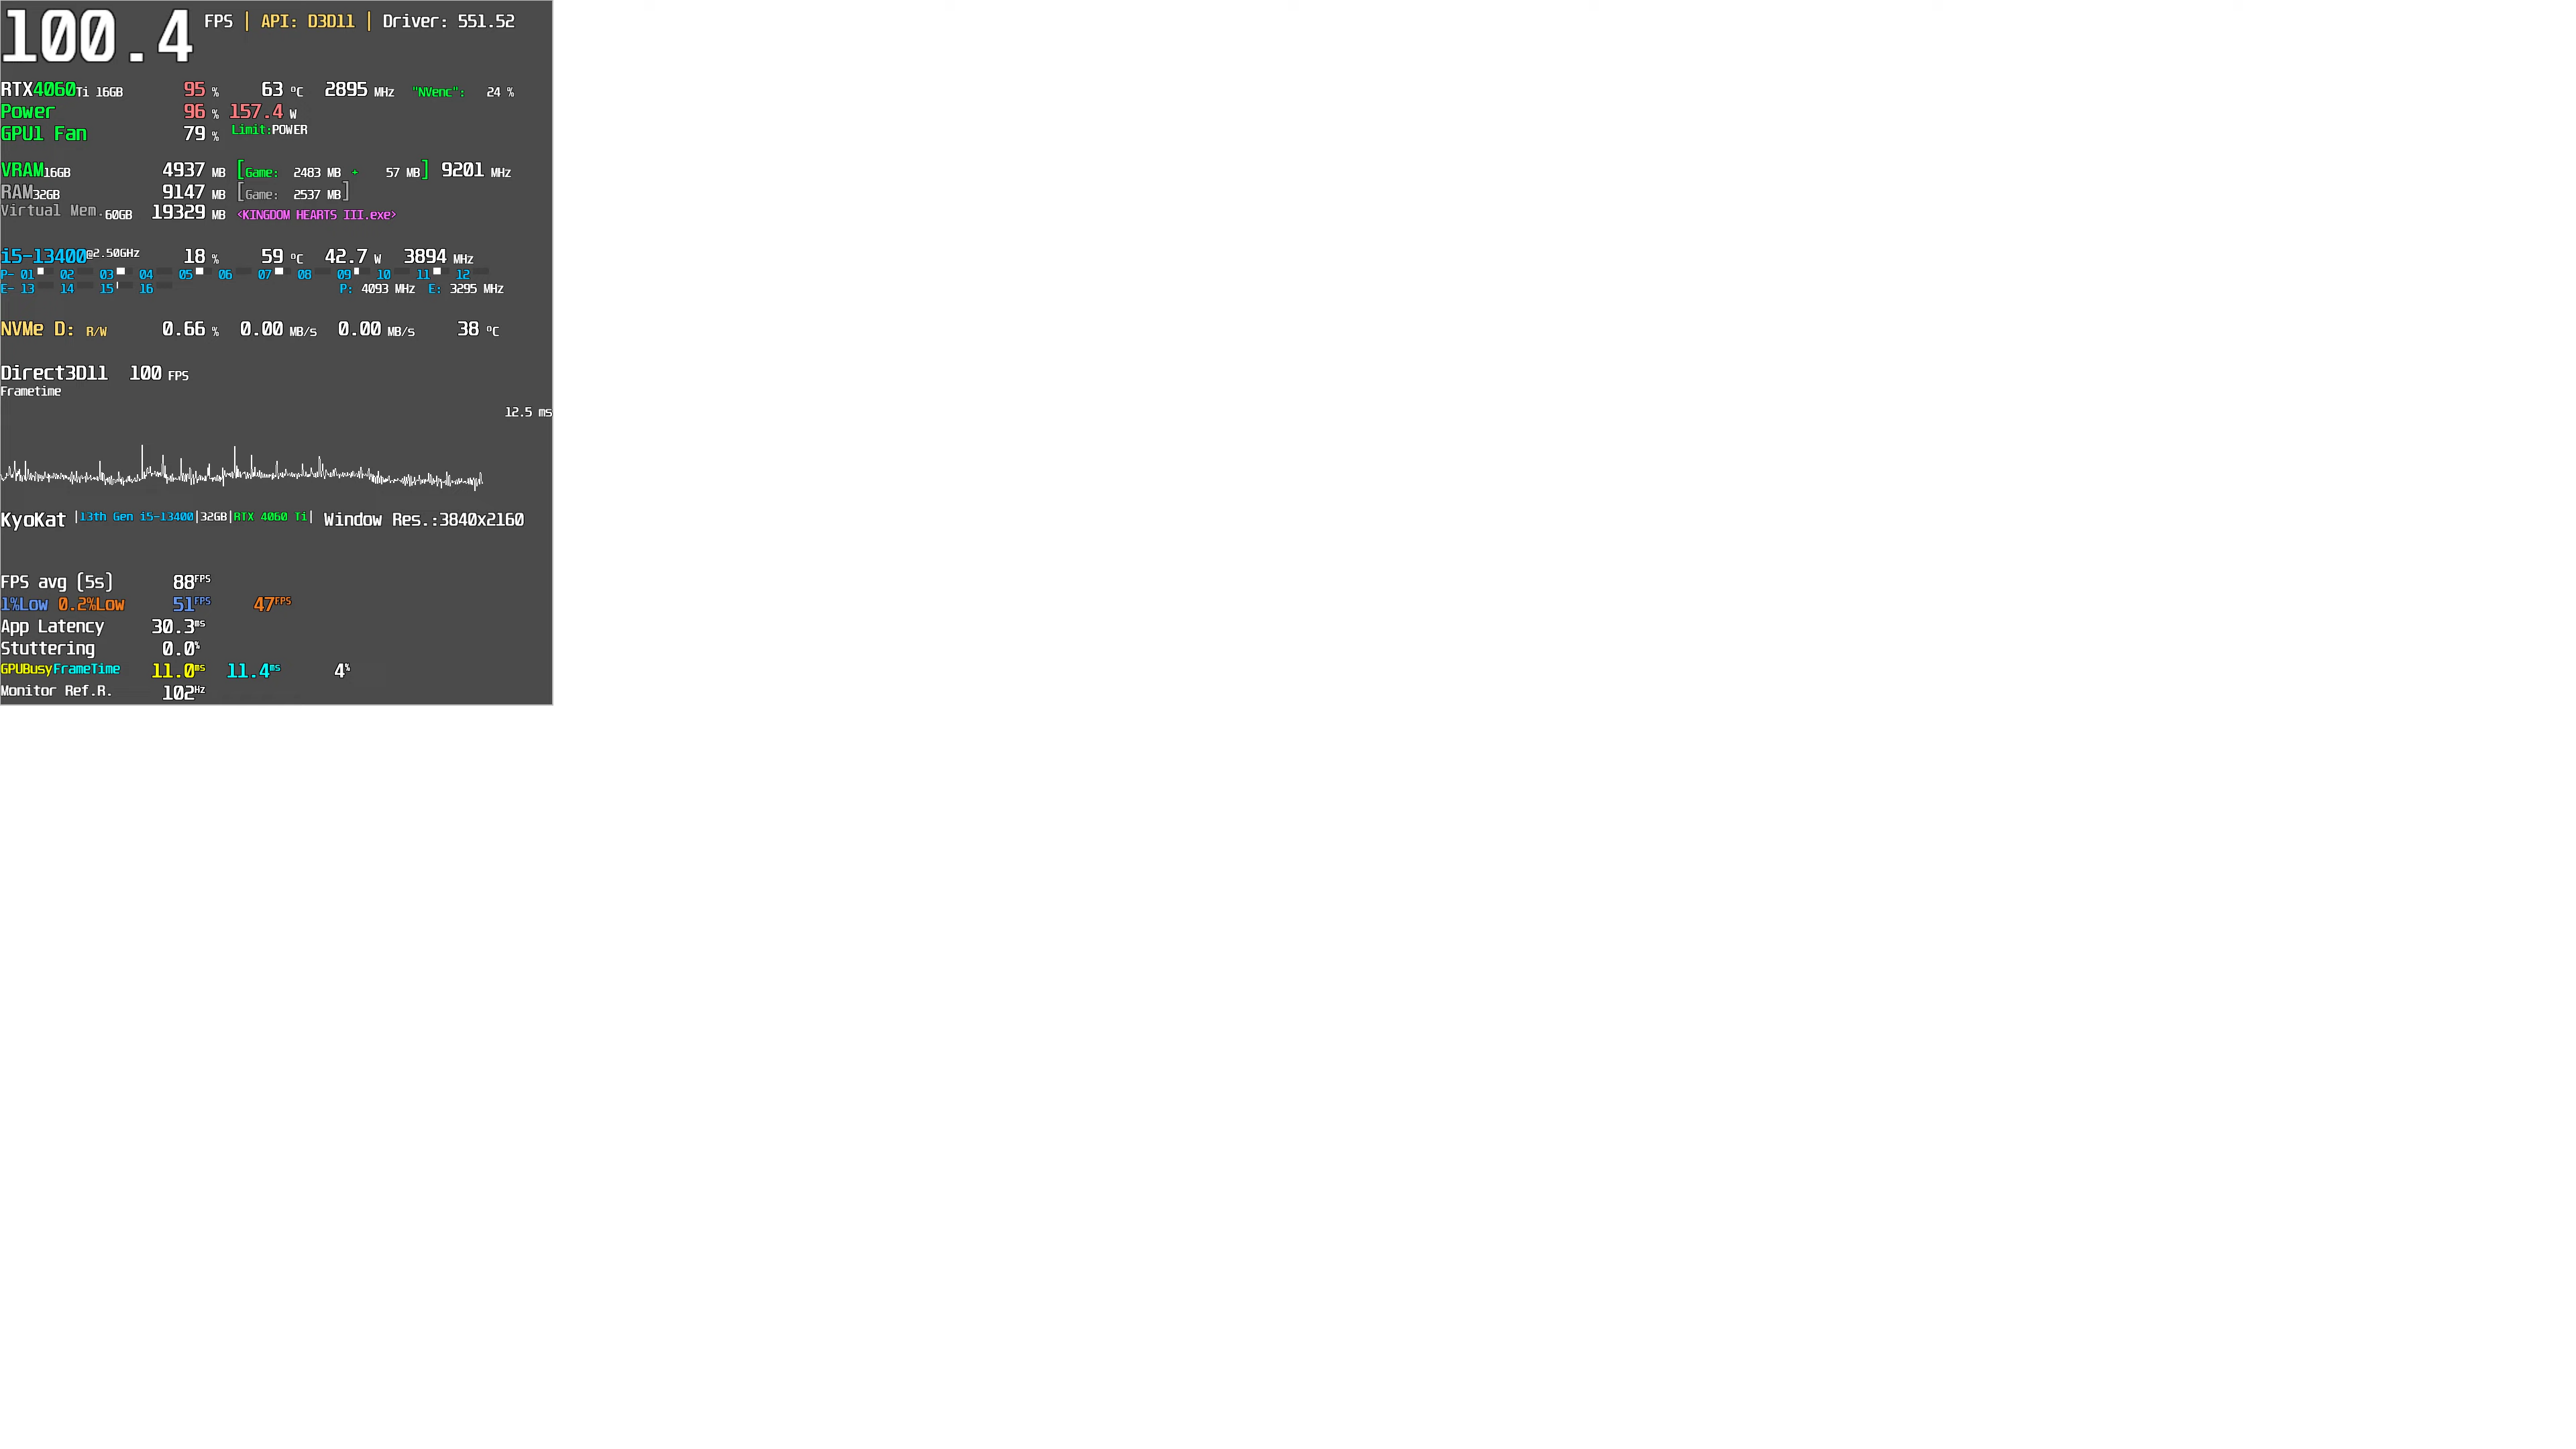 100.4 FPS | API: D3D11 | Driver: 551.52
RTX4060Ti 16GB 95 % 63 °C 2895 MHz "NVenc": 24 %
Power 96 % 157.4 W
GPU1 Fan 79 % Limit:POWER
VRAM16GB 4937 MB [Game: 2483 MB + 57 MB] 9201 MHz
RAM32GB 9147 MB [Game: 2537 MB]
Virtual Mem.60GB 19329 MB <KINGDOM HEARTS III.exe>
i5-13400@2.50GHz 18 % 59 °C 42.7 W 3894 MHz
P- 01 02 03 04 05 06 07 08 09 10 11 12
E- 13 14 15 16 P: 4093 MHz E: 3295 MHz
NVMe D: R/W 0.66 % 0.00 MB/s 0.00 MB/s 38 °C
Direct3D11 100 FPS
Frametime
12.5 ms
KyoKat |13th Gen i5-13400|32GB|RTX 4060 Ti| Window Res.:3840x2160
FPS avg (5s) 88FPS
1%Low 0.2%Low 51FPS 47FPS
App Latency 30.3ms
Stuttering 0.0%
GPUBusyFrameTime 11.0ms 11.4ms 4%
Monitor Ref.R. 102Hz